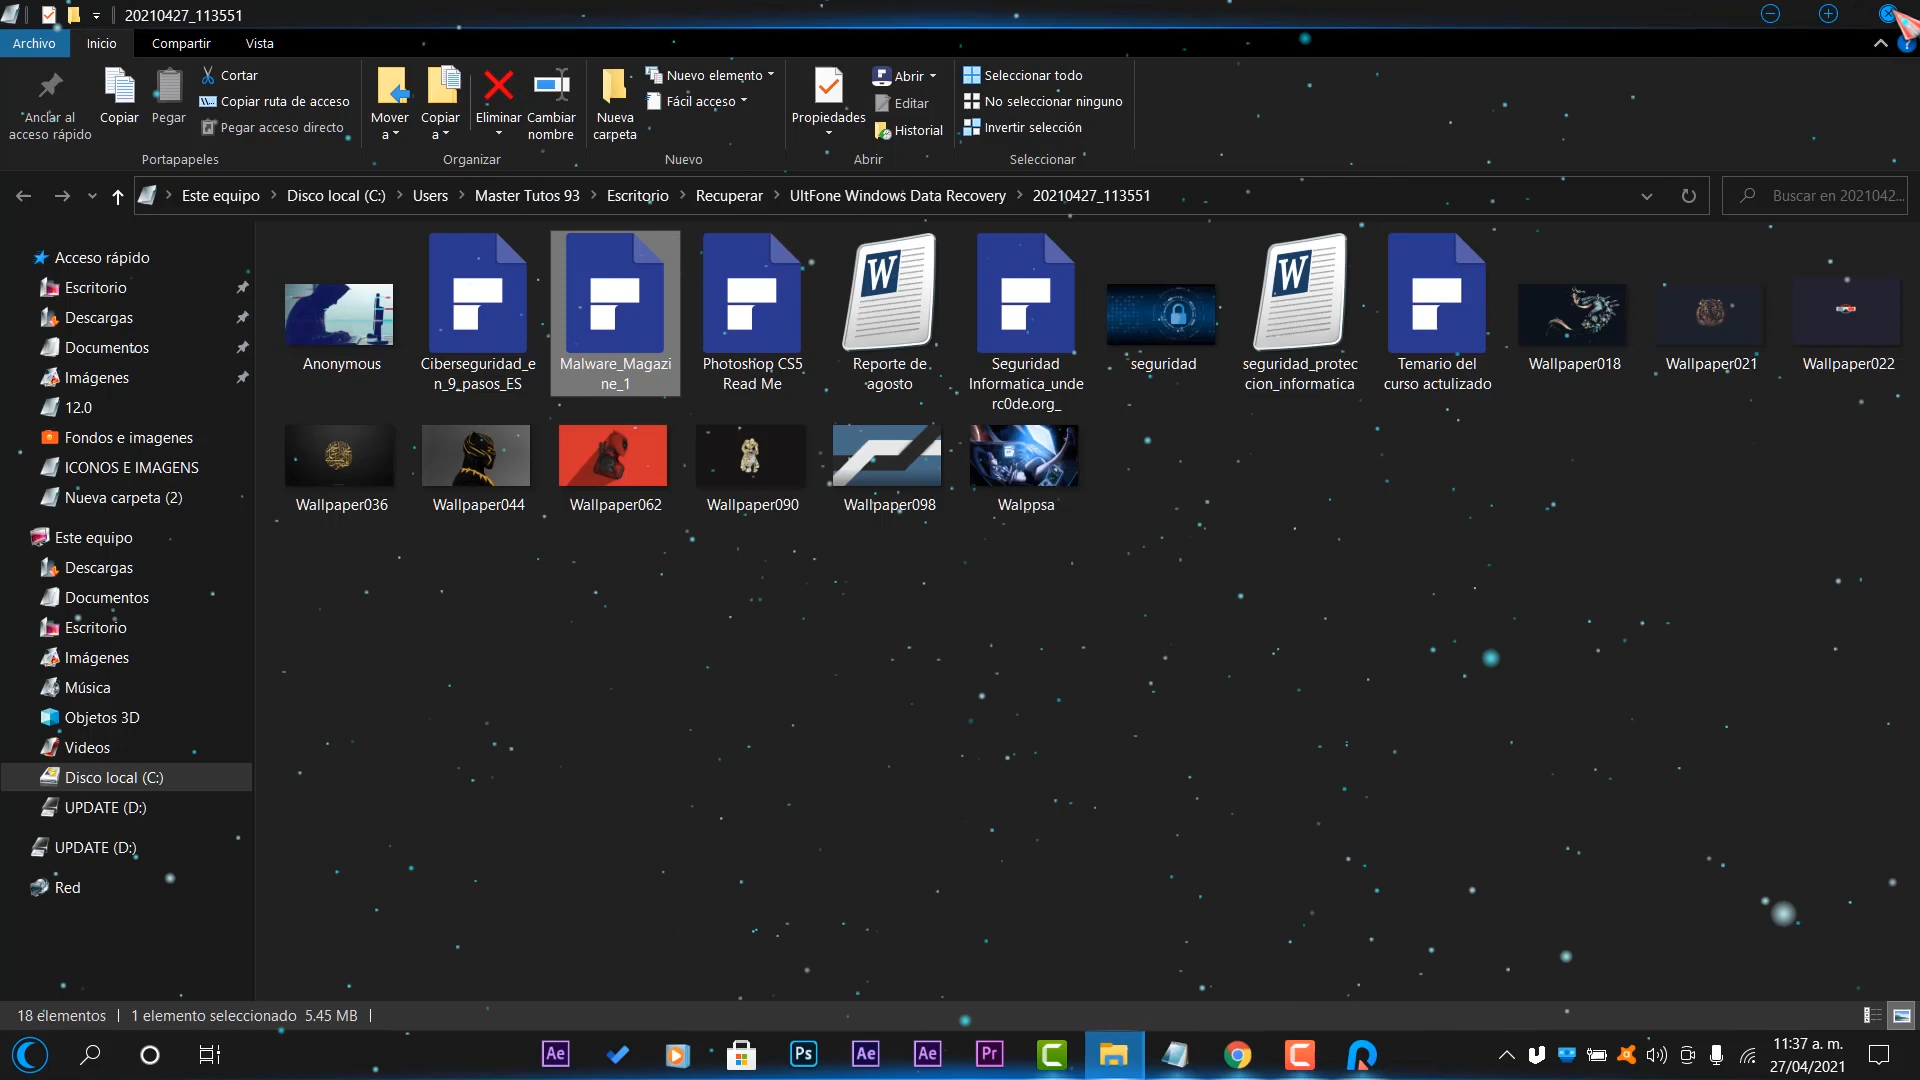 20210427_113551
Archivo
Inicio
Compartir
Vista
Anclar al
acceso rápido
Copiar
Pegar
Cortar
Copiar ruta de acceso
Pegar acceso directo
Portapapeles
Mover
a
Copiar
a
Eliminar
Cambiar
nombre
Organizar
Nueva
carpeta
Nuevo elemento
Fácil acceso
Nuevo
Propiedades
Abrir
Editar
Historial
Abrir
Seleccionar todo
No seleccionar ninguno
Invertir selección
Seleccionar
Este equipo > Disco local (C:) > Users > Master Tutos 93 > Escritorio > Recuperar > UltFone Windows Data Recovery > 20210427_113551
Buscar en 2021042...
Acceso rápido
Escritorio
Descargas
Documentos
Imágenes
12.0
Fondos e imagenes
ICONOS E IMAGENS
Nueva carpeta (2)
Este equipo
Descargas
Documentos
Escritorio
Imágenes
Música
Objetos 3D
Videos
Disco local (C:)
UPDATE (D:)
UPDATE (D:)
Red
Anonymous
Ciberseguridad_e
n_9_pasos_ES
Malware_Magazi
ne_1
Photoshop CS5
Read Me
W
Reporte de
agosto
Seguridad
Informatica_unde
rc0de.org_
seguridad
W
seguridad_protec
cion_informatica
Temario del
curso actulizado
Wallpaper018
Wallpaper021
Wallpaper022
Wallpaper036
Wallpaper044
Wallpaper062
Wallpaper090
Wallpaper098
Walppsa
18 elementos
1 elemento seleccionado 5.45 MB
Ae
Ps
Ae
Ae
Pr
11:37 a. m.
27/04/2021